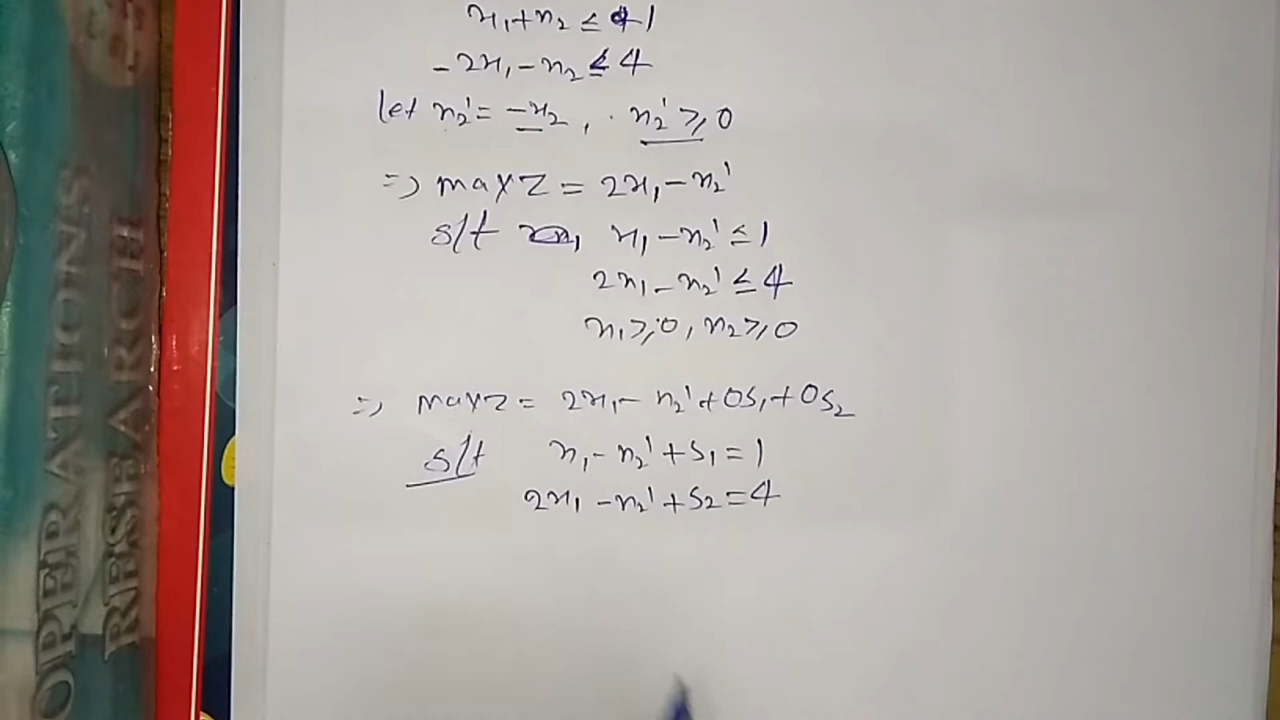 x₁+x₂ ≤ 1
-2x₁-x₂ ≤ 4
let x₂' = -x₂, x₂' ≥ 0
=> max Z = 2x₁ - x₂'
s/t x₁ - x₂' ≤ 1
2x₁ - x₂' ≤ 4
x₁ ≥ 0, x₂ ≥ 0
=> max Z = 2x₁ - x₂' + 0s₁ + 0s₂
s/t x₁ - x₂' + s₁ = 1
2x₁ - x₂' + s₂ = 4
OPERATIONS
RESEARCH